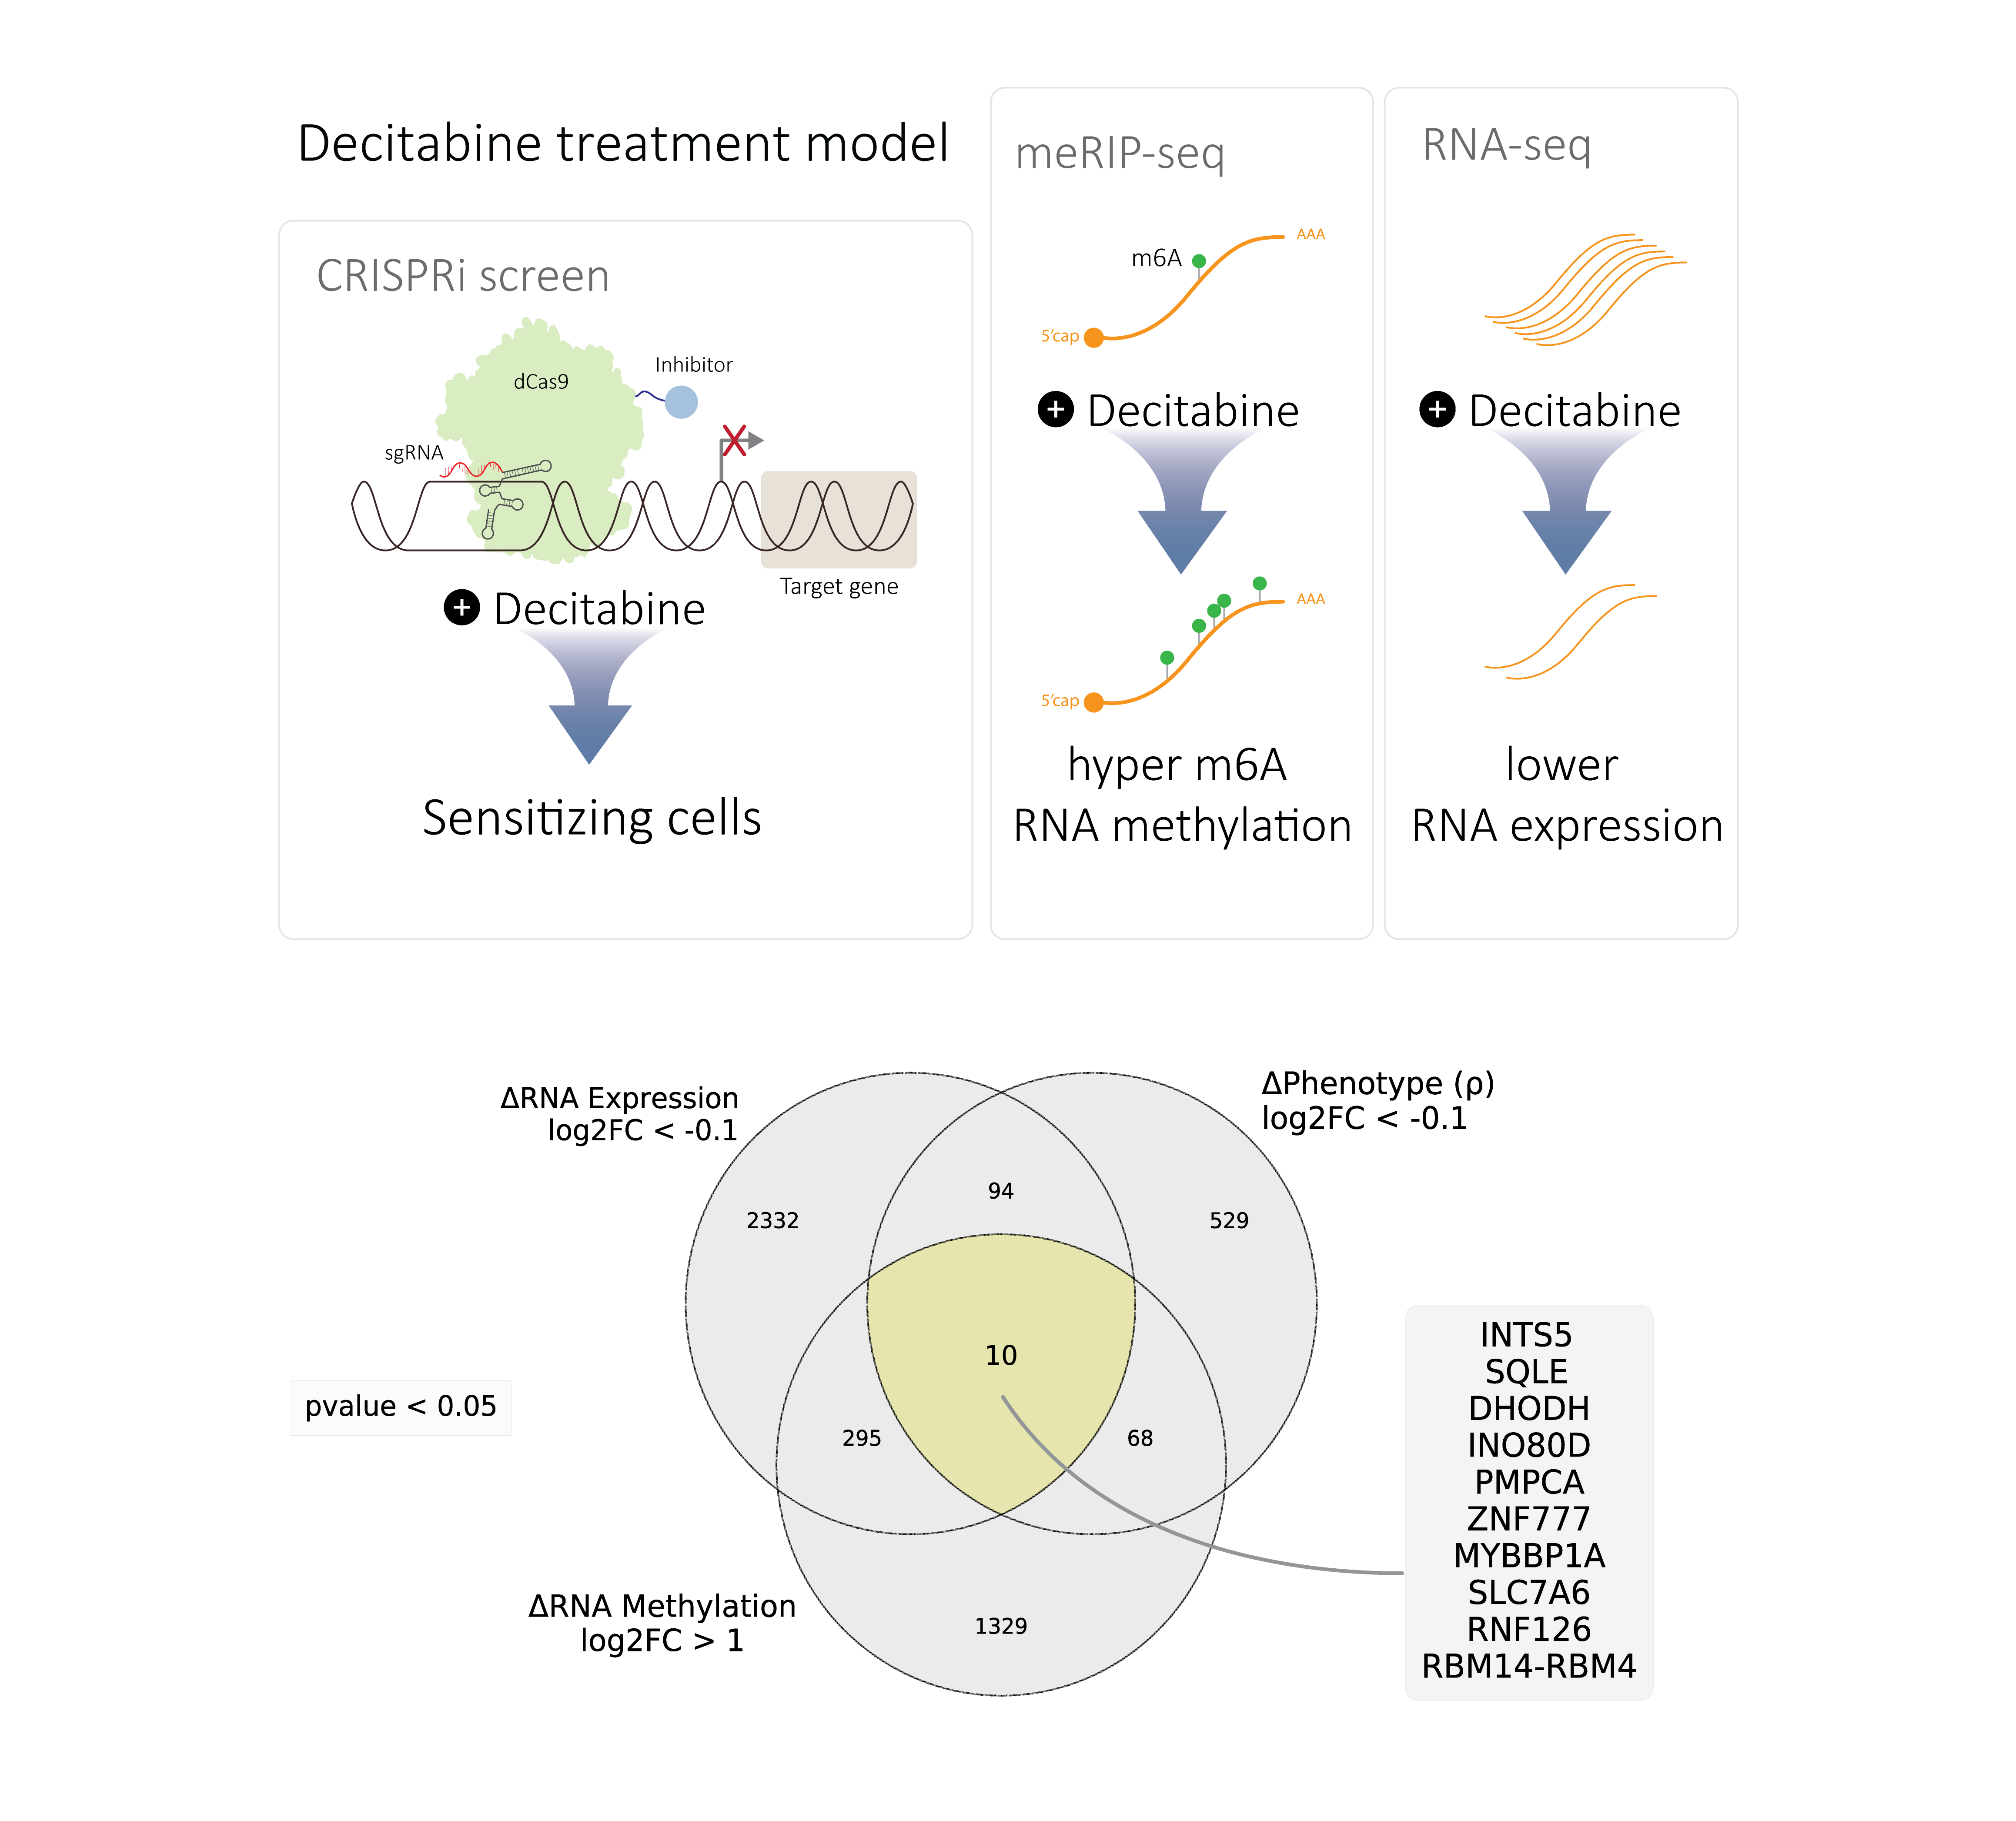 Decitabine treatment model
CRISPRi screen
dCas9
Inhibitor
sgRNA
Target gene
+ Decitabine
Sensitizing cells
meRIP-seq
m6A
AAA
5'cap
+ Decitabine
AAA
5'cap
hyper m6A
RNA methylation
RNA-seq
+ Decitabine
lower
RNA expression
ΔRNA Expression
log2FC < -0.1
ΔPhenotype (ρ)
log2FC < -0.1
94
2332
529
10
pvalue < 0.05
295
68
ΔRNA Methylation
log2FC > 1
1329
INTS5
SQLE
DHODH
INO80D
PMPCA
ZNF777
MYBBP1A
SLC7A6
RNF126
RBM14-RBM4